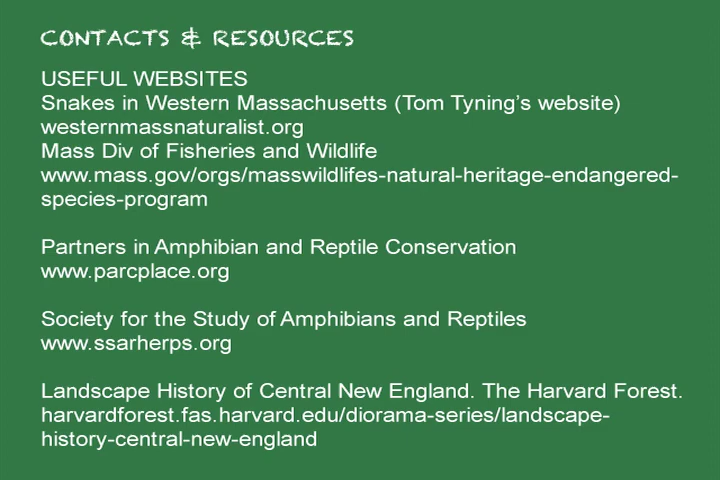 CONTACTS & RESOURCES
USEFUL WEBSITES
Snakes in Western Massachusetts (Tom Tyning's website)
westernmassnaturalist.org
Mass Div of Fisheries and Wildlife
www.mass.gov/orgs/masswildlifes-natural-heritage-endangered-
species-program
Partners in Amphibian and Reptile Conservation
www.parcplace.org
Society for the Study of Amphibians and Reptiles
www.ssarherps.org
Landscape History of Central New England. The Harvard Forest.
harvardforest.fas.harvard.edu/diorama-series/landscape-
history-central-new-england